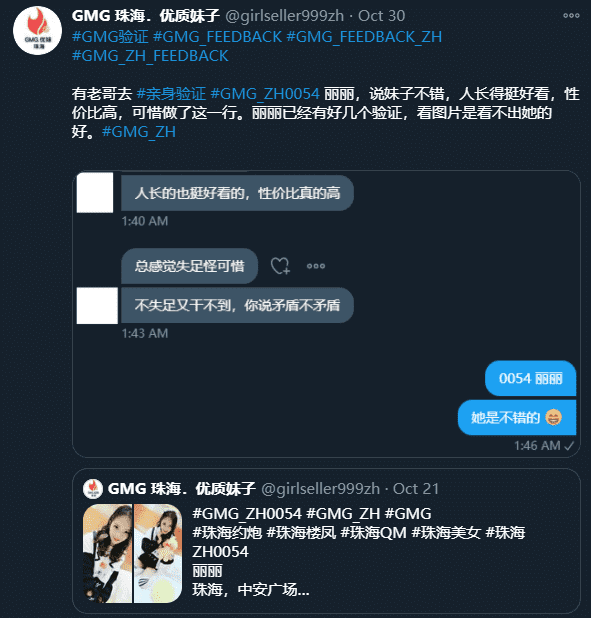 GMG 珠海．优质妹子 @girlseller999zh · Oct 30
#GMG验证 #GMG_FEEDBACK #GMG_FEEDBACK_ZH
#GMG_ZH_FEEDBACK
有老哥去 #亲身验证 #GMG_ZH0054 丽丽，说妹子不错，人长得挺好看，性
价比高，可惜做了这一行。丽丽已经有好几个验证，看图片是看不出她的
好。#GMG_ZH
人长的也挺好看的，性价比真的高
1:40 AM
总感觉失足怪可惜
不失足又干不到，你说矛盾不矛盾
1:43 AM
0054 丽丽
她是不错的 😄
1:46 AM ✓
GMG 珠海．优质妹子 @girlseller999zh · Oct 21
#GMG_ZH0054 #GMG_ZH #GMG
#珠海约炮 #珠海楼凤 #珠海QM #珠海美女 #珠海
ZH0054
丽丽
珠海，中安广场...
GMG 优妹
珠海